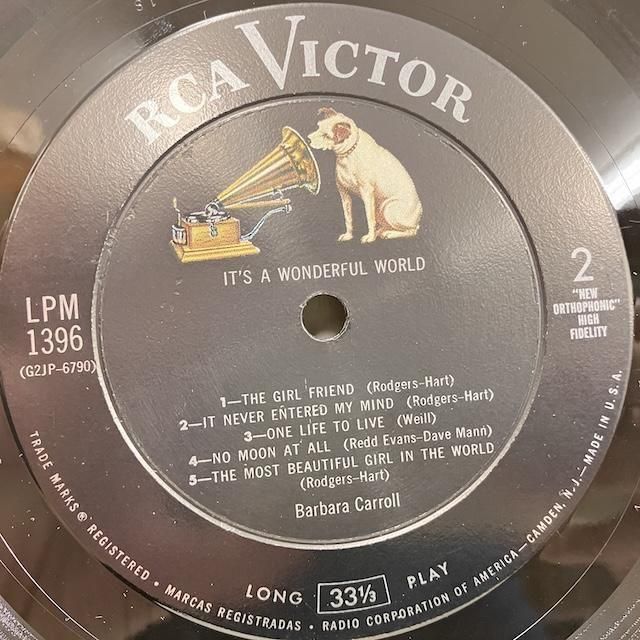 RCA VICTOR
IT'S A WONDERFUL WORLD
LPM
1396
(G2JP-6790)
2
"NEW
ORTHOPHONIC"
HIGH
FIDELITY
1—THE GIRL FRIEND (Rodgers-Hart)
2—IT NEVER ENTERED MY MIND (Rodgers-Hart)
3—ONE LIFE TO LIVE (Weill)
4—NO MOON AT ALL (Redd Evans-Dave Mann)
5—THE MOST BEAUTIFUL GIRL IN THE WORLD
(Rodgers-Hart)
Barbara Carroll
LONG 33⅓ PLAY
TRADE MARKS® REGISTERED • MARCAS REGISTRADAS • RADIO CORPORATION OF AMERICA—CAMDEN, N. J.—MADE IN U.S.A.